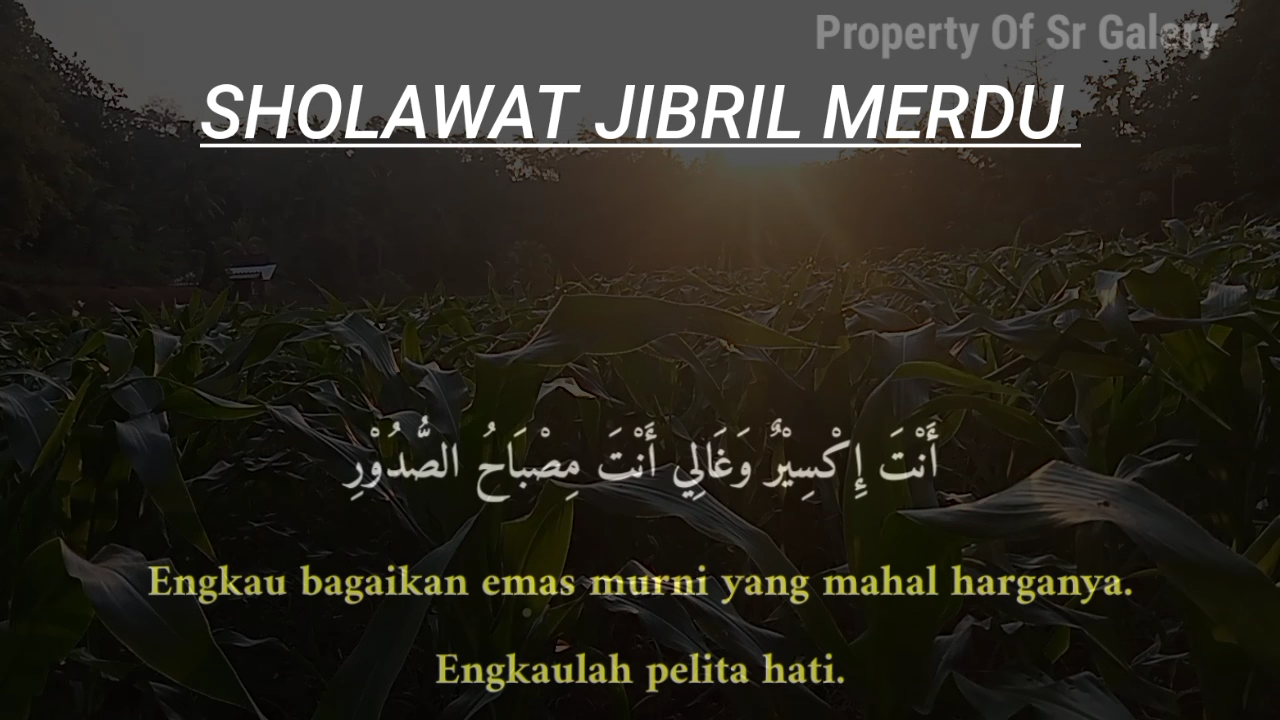 Property Of Sr Galery
SHOLAWAT JIBRIL MERDU
أَنْتَ إِكْسِيْرٌ وَغَالِي أَنْتَ مِصْبَاحُ الصُّدُوْرِ
Engkau bagaikan emas murni yang mahal harganya.
Engkaulah pelita hati.